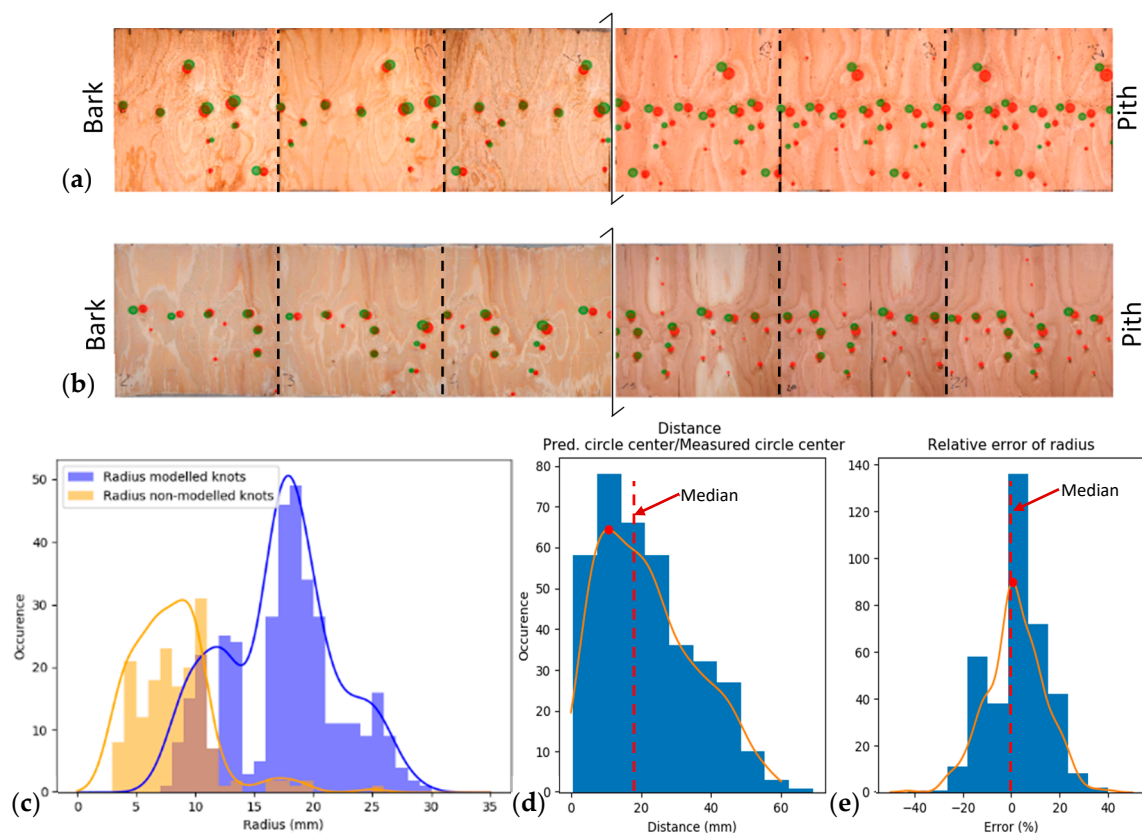 Bark
Pith
(a)
Bark
Pith
(b)
Radius modelled knots
Radius non-modelled knots
50
40
30
20
10
0
Occurence
0 5 10 15 20 25 30 35
Radius (mm)
(c)
Distance
Pred. circle center/Measured circle center
Median
80
70
60
50
40
30
20
10
0
Occurence
0 20 40 60
Distance (mm)
(d)
Relative error of radius
Median
140
120
100
80
60
40
20
0
−40 −20 0 20 40
Error (%)
(e)